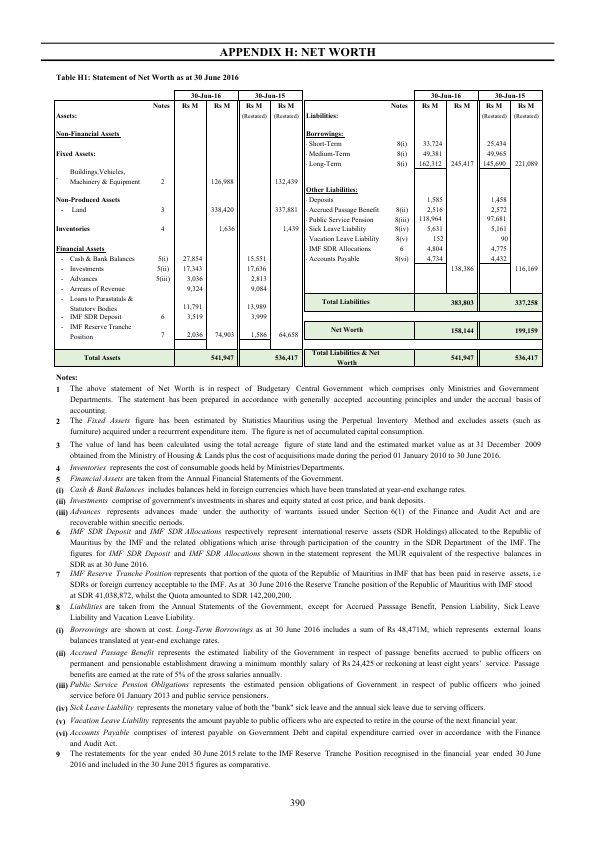 APPENDIX H: NET WORTH
Table H1: Statement of Net Worth as at 30 June 2016
30-Jun-16 30-Jun-15 30-Jun-16 30-Jun-15
Notes Rs M Rs M Rs M Rs M Notes Rs M Rs M Rs M Rs M
Assets: (Restated) (Restated) Liabilities: (Restated) (Restated)
Non-Financial Assets Borrowings:
- Short-Term 8(i) 33,724 25,434
Fixed Assets: - Medium-Term 8(i) 49,381 49,965
- Long-Term 8(i) 162,312 245,417 145,690 221,089
- Buildings,Vehicles,
Machinery & Equipment 2 126,988 132,439 Other Liabilities:
Non-Produced Assets - Deposits 1,585 1,458
- Land 3 338,420 337,881 - Accrued Passage Benefit 8(ii) 2,516 2,572
- Public Service Pension 8(iii) 118,964 97,681
Inventories 4 1,636 1,439 - Sick Leave Liability 8(iv) 5,631 5,161
- Vacation Leave Liability 8(v) 152 90
Financial Assets - IMF SDR Allocations 6 4,804 4,775
- Cash & Bank Balances 5(i) 27,854 15,551 - Accounts Payable 8(vi) 4,734 4,432
- Investments 5(ii) 17,343 17,636 138,386 116,169
- Advances 5(iii) 3,036 2,813
- Arrears of Revenue 9,324 9,084
- Loans to Parastatals &
Statutory Bodies 11,791 13,989 Total Liabilities 383,803 337,258
- IMF SDR Deposit 6 3,519 3,999
- IMF Reserve Tranche
Position 7 2,036 74,903 1,586 64,658 Net Worth 158,144 199,159
Total Assets 541,947 536,417 Total Liabilities & Net
Worth 541,947 536,417
Notes:
1 The above statement of Net Worth is in respect of Budgetary Central Government which comprises only Ministries and Government
Departments. The statement has been prepared in accordance with generally accepted accounting principles and under the accrual basis of
accounting.
2 The Fixed Assets figure has been estimated by Statistics Mauritius using the Perpetual Inventory Method and excludes assets (such as
furniture) acquired under a recurrent expenditure item. The figure is net of accumulated capital consumption.
3 The value of land has been calculated using the total acreage figure of state land and the estimated market value as at 31 December 2009
obtained from the Ministry of Housing & Lands plus the cost of acquisitions made during the period 01 January 2010 to 30 June 2016.
4 Inventories represents the cost of consumable goods held by Ministries/Departments.
5 Financial Assets are taken from the Annual Financial Statements of the Government.
(i) Cash & Bank Balances includes balances held in foreign currencies which have been translated at year-end exchange rates.
(ii) Investments comprise of government's investments in shares and equity stated at cost price, and bank deposits.
(iii) Advances represents advances made under the authority of warrants issued under Section 6(1) of the Finance and Audit Act and are
recoverable within specific periods.
6 IMF SDR Deposit and IMF SDR Allocations respectively represent international reserve assets (SDR Holdings) allocated to the Republic of
Mauritius by the IMF and the related obligations which arise through participation of the country in the SDR Department of the IMF. The
figures for IMF SDR Deposit and IMF SDR Allocations shown in the statement represent the MUR equivalent of the respective balances in
SDR as at 30 June 2016.
7 IMF Reserve Tranche Position represents that portion of the quota of the Republic of Mauritius in IMF that has been paid in reserve assets, i.e
SDRs or foreign currency acceptable to the IMF. As at 30 June 2016 the Reserve Tranche position of the Republic of Mauritius with IMF stood
at SDR 41,038,872, whilst the Quota amounted to SDR 142,200,200.
8 Liabilities are taken from the Annual Statements of the Government, except for Accrued Passsage Benefit, Pension Liability, Sick Leave
Liability and Vacation Leave Liability.
(i) Borrowings are shown at cost. Long-Term Borrowings as at 30 June 2016 includes a sum of Rs 48,471M, which represents external loans
balances translated at year-end exchange rates.
(ii) Accrued Passage Benefit represents the estimated liability of the Government in respect of passage benefits accrued to public officers on
permanent and pensionable establishment drawing a minimum monthly salary of Rs 24,425 or reckoning at least eight years' service. Passage
benefits are earned at the rate of 5% of the gross salaries annually.
(iii) Public Service Pension Obligations represents the estimated pension obligations of Government in respect of public officers who joined
service before 01 January 2013 and public service pensioners.
(iv) Sick Leave Liability represents the monetary value of both the "bank" sick leave and the annual sick leave due to serving officers.
(v) Vacation Leave Liability represents the amount payable to public officers who are expected to retire in the course of the next financial year.
(vi) Accounts Payable comprises of interest payable on Government Debt and capital expenditure carried over in accordance with the Finance
and Audit Act.
9 The restatements for the year ended 30 June 2015 relate to the IMF Reserve Tranche Position recognised in the financial year ended 30 June
2016 and included in the 30 June 2015 figures as comparative.
390